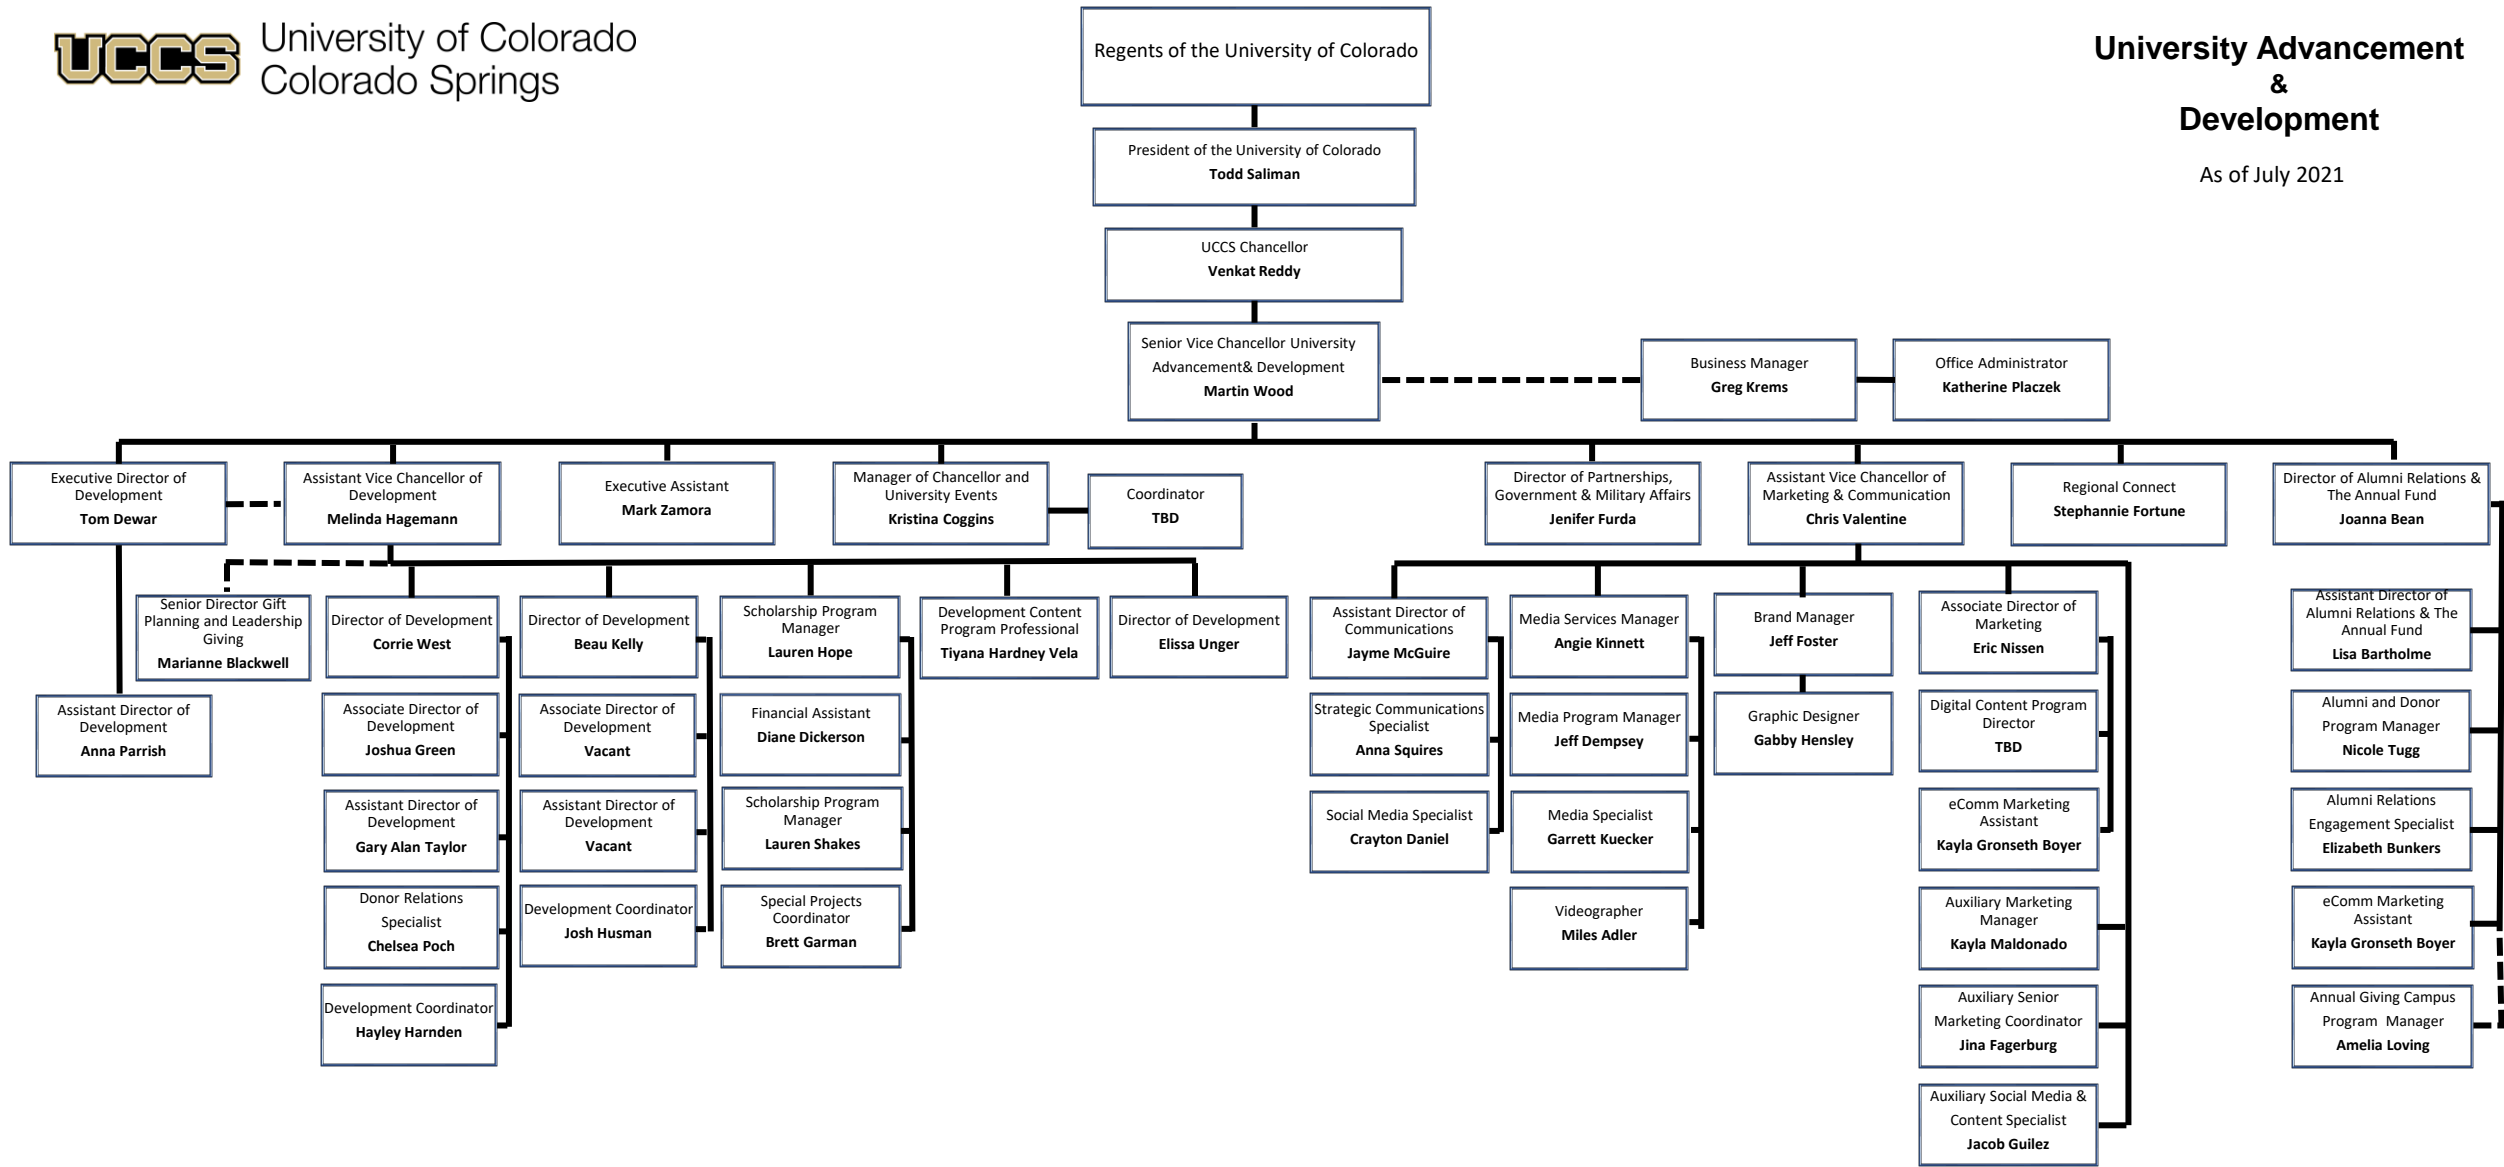 UCCS
University of Colorado
Colorado Springs
University Advancement
&
Development
As of July 2021
Regents of the University of Colorado
President of the University of Colorado
Todd Saliman
UCCS Chancellor
Venkat Reddy
Senior Vice Chancellor University
Advancement& Development
Martin Wood
Business Manager
Greg Krems
Office Administrator
Katherine Placzek
Executive Director of
Development
Tom Dewar
Assistant Vice Chancellor of
Development
Melinda Hagemann
Executive Assistant
Mark Zamora
Manager of Chancellor and
University Events
Kristina Coggins
Coordinator
TBD
Director of Partnerships,
Government & Military Affairs
Jenifer Furda
Assistant Vice Chancellor of
Marketing & Communication
Chris Valentine
Regional Connect
Stephannie Fortune
Director of Alumni Relations &
The Annual Fund
Joanna Bean
Assistant Director of
Development
Anna Parrish
Senior Director Gift
Planning and Leadership
Giving
Marianne Blackwell
Director of Development
Corrie West
Associate Director of
Development
Joshua Green
Assistant Director of
Development
Gary Alan Taylor
Donor Relations
Specialist
Chelsea Poch
Development Coordinator
Hayley Harnden
Director of Development
Beau Kelly
Associate Director of
Development
Vacant
Assistant Director of
Development
Vacant
Development Coordinator
Josh Husman
Scholarship Program
Manager
Lauren Hope
Financial Assistant
Diane Dickerson
Scholarship Program
Manager
Lauren Shakes
Special Projects
Coordinator
Brett Garman
Development Content
Program Professional
Tiyana Hardney Vela
Director of Development
Elissa Unger
Assistant Director of
Communications
Jayme McGuire
Strategic Communications
Specialist
Anna Squires
Social Media Specialist
Crayton Daniel
Media Services Manager
Angie Kinnett
Media Program Manager
Jeff Dempsey
Media Specialist
Garrett Kuecker
Videographer
Miles Adler
Brand Manager
Jeff Foster
Graphic Designer
Gabby Hensley
Associate Director of
Marketing
Eric Nissen
Digital Content Program
Director
TBD
eComm Marketing
Assistant
Kayla Gronseth Boyer
Auxiliary Marketing
Manager
Kayla Maldonado
Auxiliary Senior
Marketing Coordinator
Jina Fagerburg
Auxiliary Social Media &
Content Specialist
Jacob Guilez
Assistant Director of
Alumni Relations & The
Annual Fund
Lisa Bartholme
Alumni and Donor
Program Manager
Nicole Tugg
Alumni Relations
Engagement Specialist
Elizabeth Bunkers
eComm Marketing
Assistant
Kayla Gronseth Boyer
Annual Giving Campus
Program  Manager
Amelia Loving